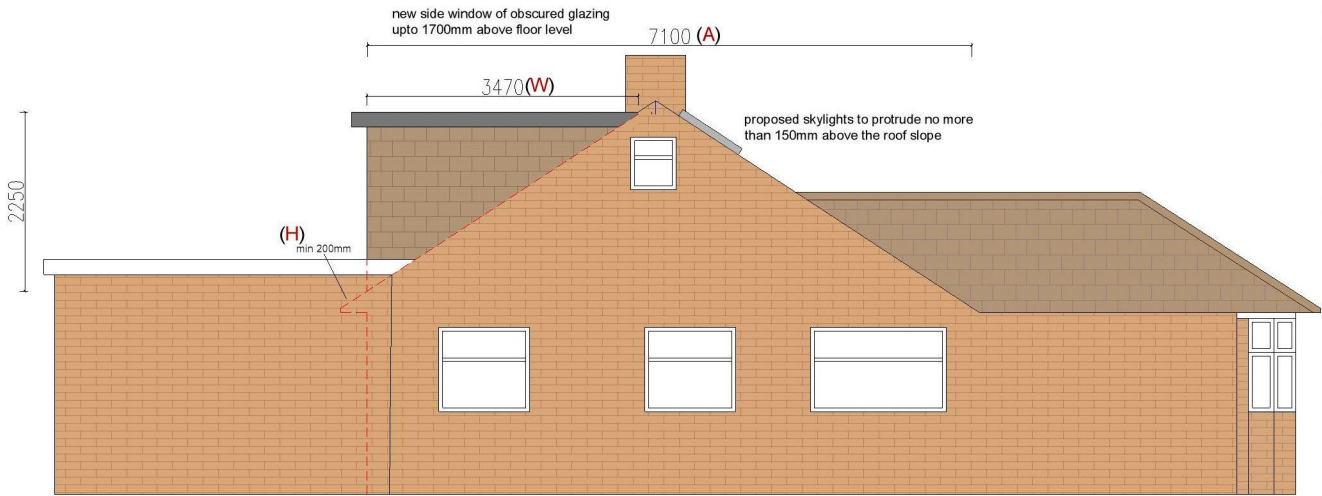 new side window of obscured glazing
upto 1700mm above floor level
7100 (A)
3470(W)
proposed skylights to protrude no more
than 150mm above the roof slope
2250
(H)
min 200mm